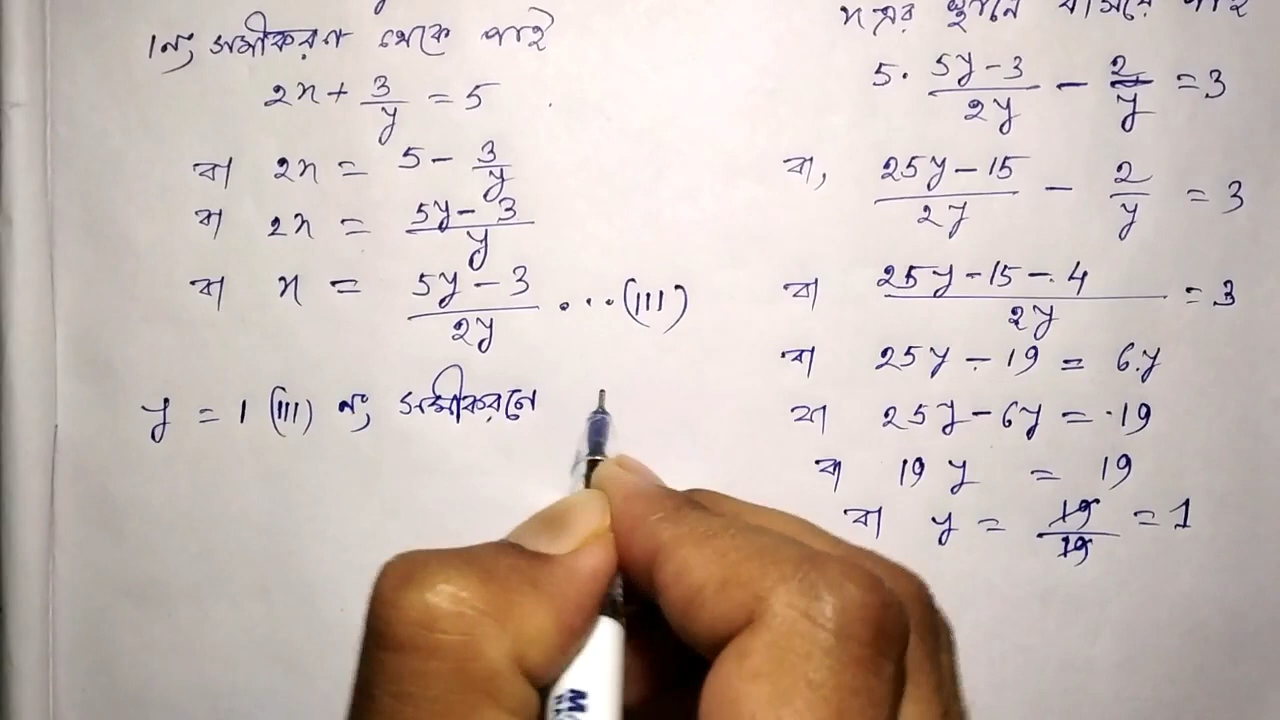 1নং সমীকরণ থেকে পাই
2x + 3/y = 5
বা 2x = 5 - 3/y
বা 2x = (5y - 3)/y
বা x = (5y - 3)/2y ...(III)
y = 1 (III) নং সমীকরণে
5. (5y - 3)/2y - 2/y = 3
বা, (25y - 15)/2y - 2/y = 3
বা (25y - 15 - 4)/2y = 3
বা 25y - 19 = 6.y
বা 25y - 6y = 19
বা 19y = 19
বা y = 19/19 = 1